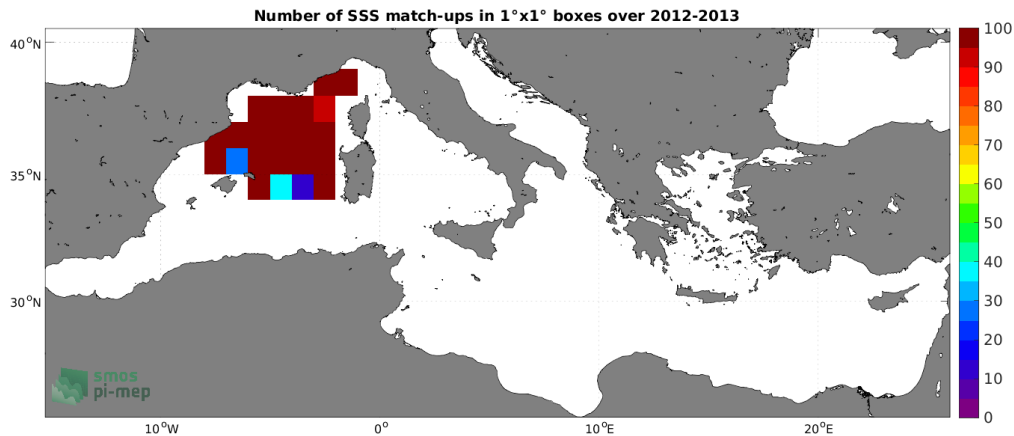 Number of SSS match-ups in 1°x1° boxes over 2012-2013
40°N
35°N
30°N
10°W
0°
10°E
20°E
100
90
80
70
60
50
40
30
20
10
0
smos
pi-mep